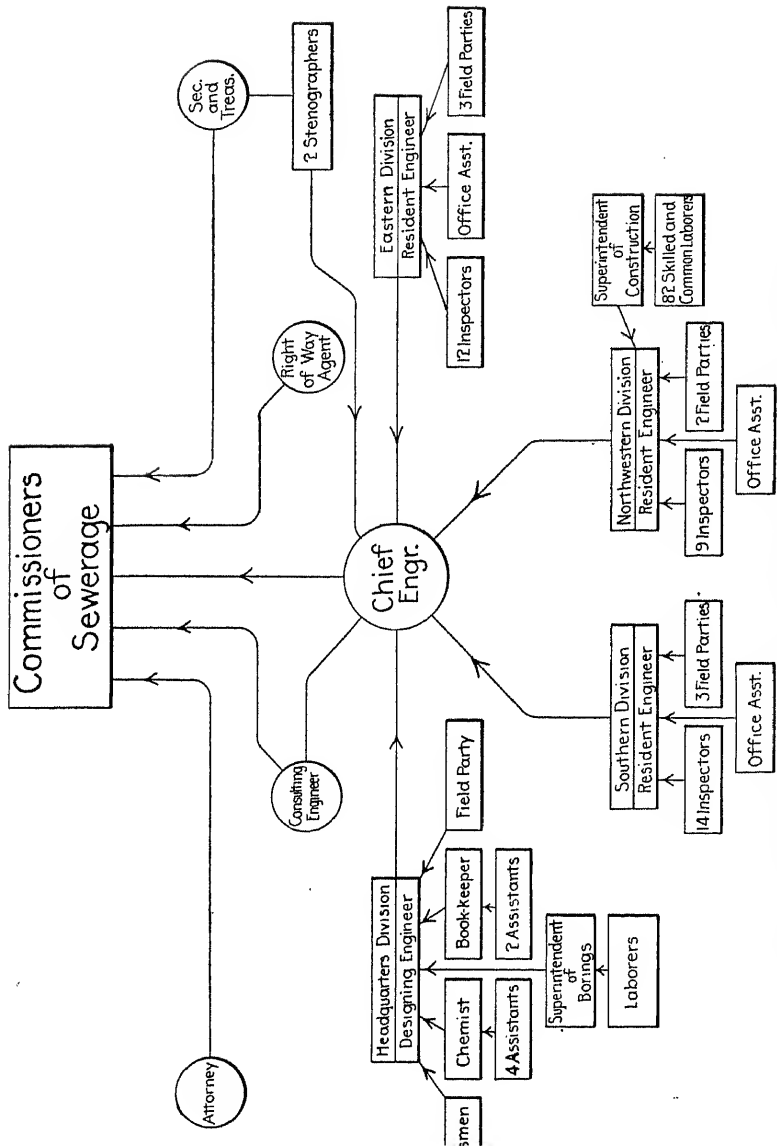 Commissioners
of
Sewerage
Sec.
and
Treas.
2 Stenographers
Right
of Way
Agent
Attorney
Consulting
Engineer
Chief
Engr.
Eastern Division
Resident Engineer
12 Inspectors
Office Asst.
3 Field Parties
Headquarters Division
Designing Engineer
smen
Chemist
4 Assistants
Superintendent
of
Borings
Laborers
Book-keeper
2 Assistants
Field Party
Southern Division
Resident Engineer
14 Inspectors
Office Asst.
3 Field Parties
Northwestern Division
Resident Engineer
9 Inspectors
Office Asst.
2 Field Parties
Superintendent
of
Construction
82 Skilled and
Common Laborers